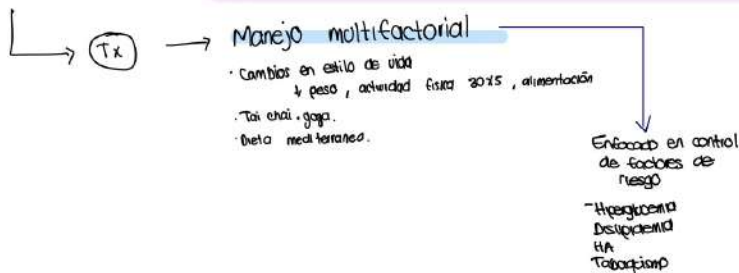 Tx
Manejo multifactorial
· Cambios en estilo de vida
↓ peso, actividad física 30x5, alimentación
· Tai chai, yoga.
· Dieta mediterraneo.
Enfocado en control
de factores de
riesgo
- Hiperglucemia
Dislipidemia
HA
Tabaquismo